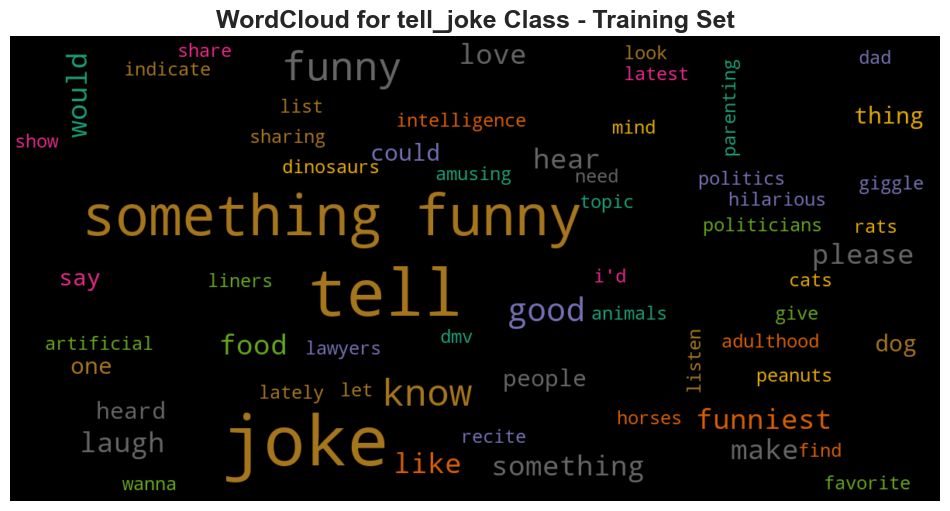 WordCloud for tell_joke Class - Training Set
share
indicate
would
funny
love
look
latest
dad
parenting
thing
list
intelligence
mind
show
sharing
could
dinosaurs
hear
amusing
need
politics
giggle
hilarious
topic
something funny
politicians
rats
please
say
liners
tell
i'd
cats
good
animals
give
artificial
food
lawyers
dmv
listen
adulthood
dog
one
people
peanuts
lately
let
know
heard
joke
horses
funniest
laugh
recite
like
something
make
find
wanna
favorite